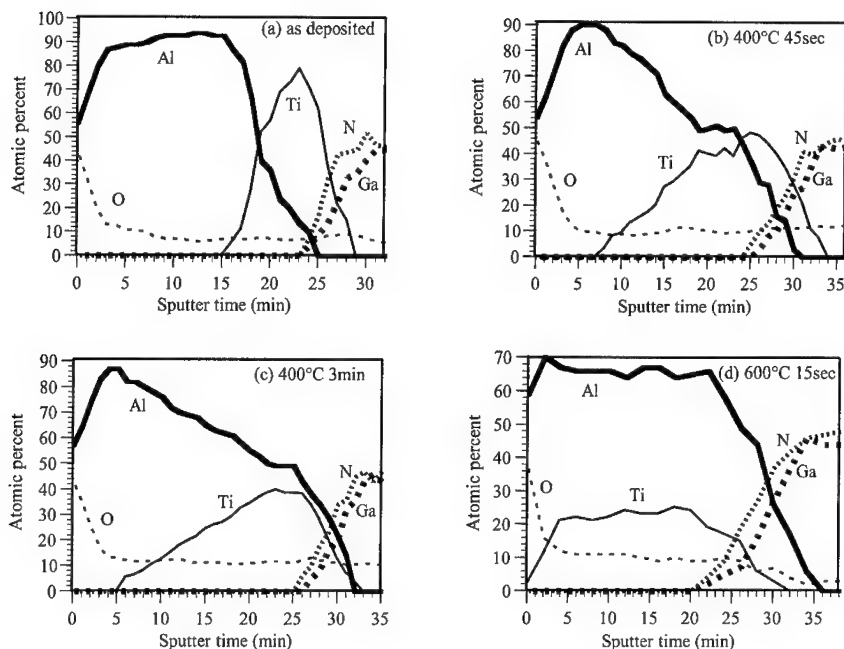 (a) as deposited
Atomic percent
100
90
80
70
60
50
40
30
20
10
0
Al
Ti
O
N
Ga
0 5 10 15 20 25 30
Sputter time (min)
(b) 400°C 45sec
Atomic percent
90
80
70
60
50
40
30
20
10
0
Al
Ti
O
N
Ga
0 5 10 15 20 25 30 35
Sputter time (min)
(c) 400°C 3min
Atomic percent
90
80
70
60
50
40
30
20
10
0
Al
Ti
O
N
Ga
0 5 10 15 20 25 30 35
Sputter time (min)
(d) 600°C 15sec
Atomic percent
70
60
50
40
30
20
10
0
Al
Ti
O
N
Ga
0 5 10 15 20 25 30 35
Sputter time (min)